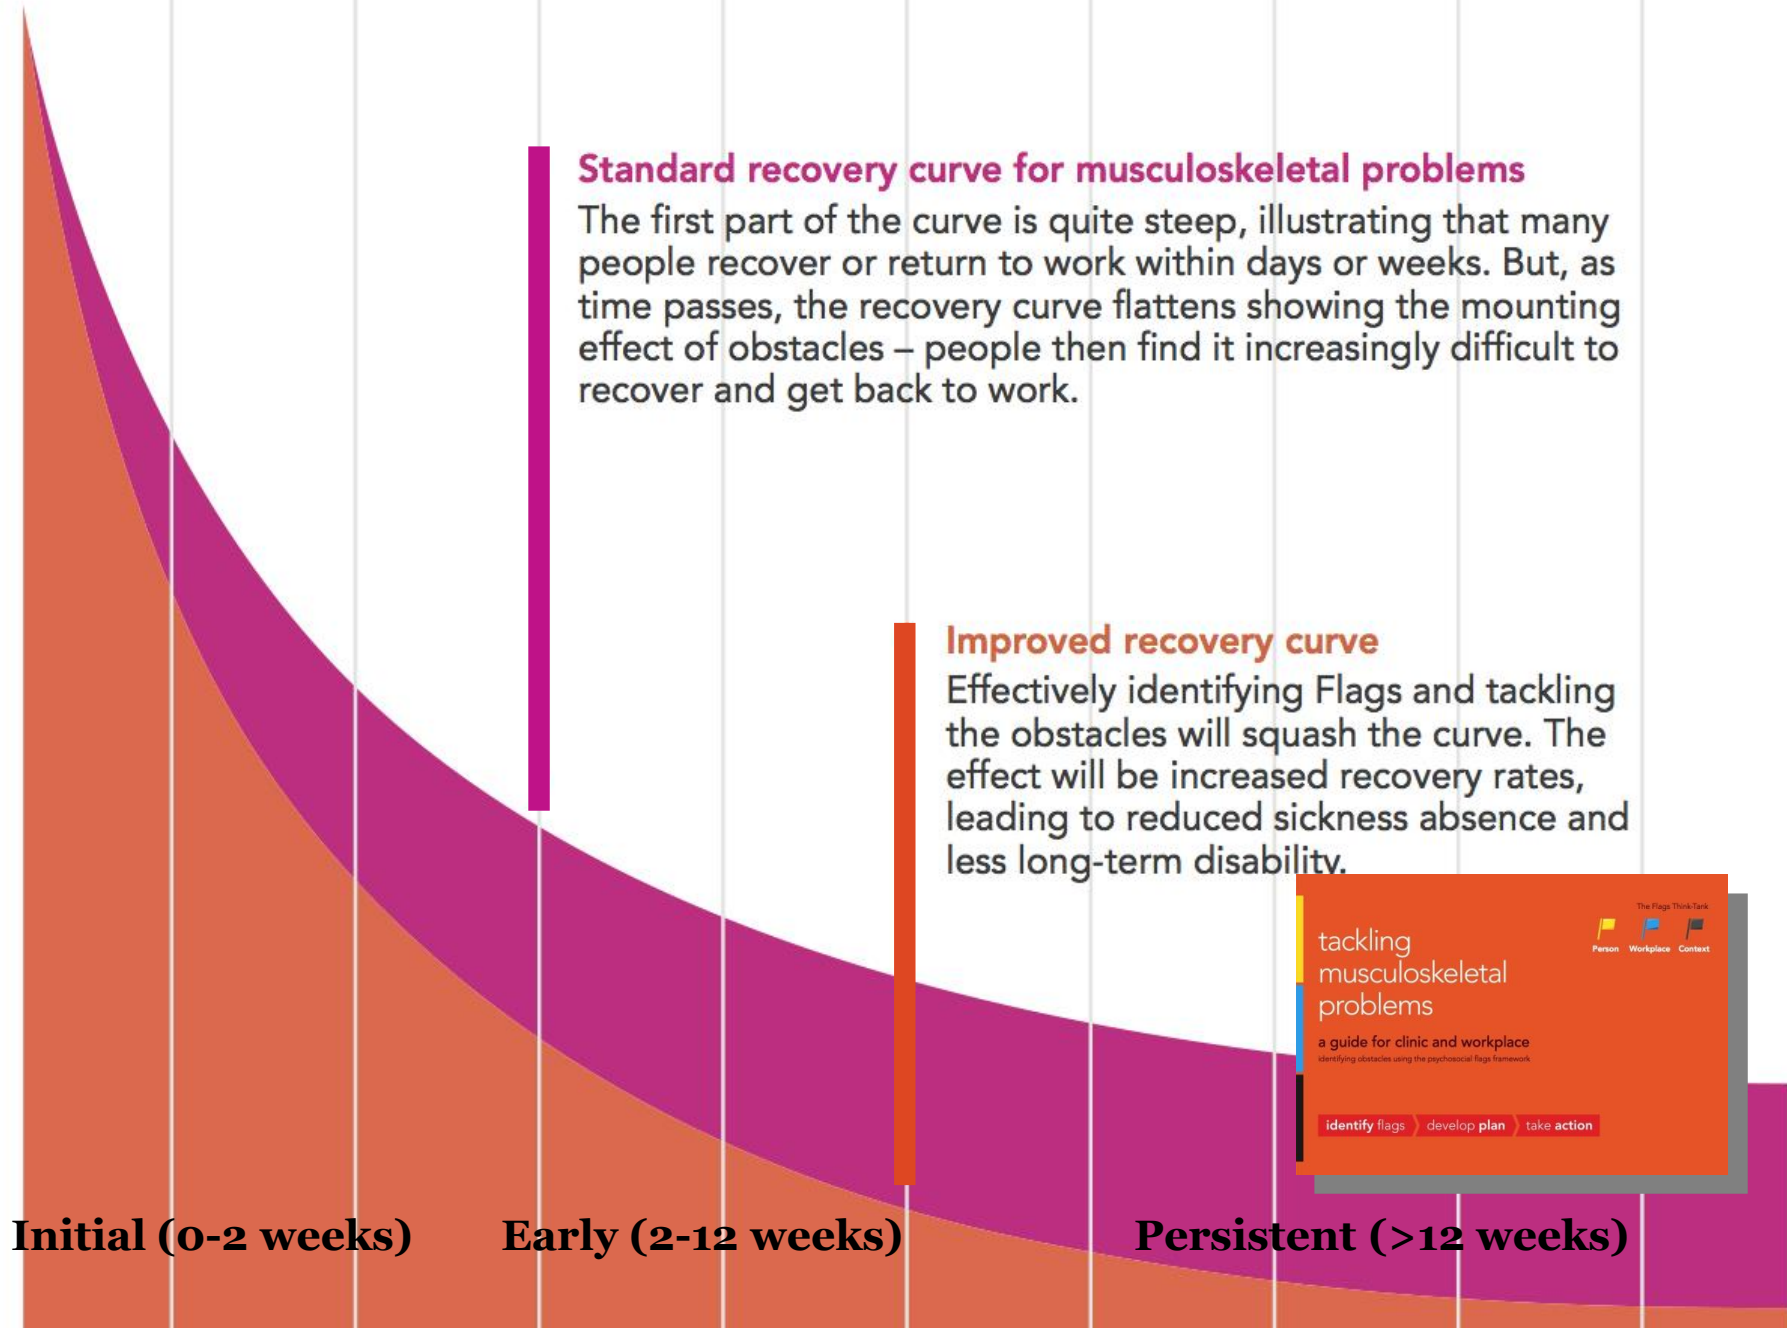 Standard recovery curve for musculoskeletal problems
The first part of the curve is quite steep, illustrating that many
people recover or return to work within days or weeks. But, as
time passes, the recovery curve flattens showing the mounting
effect of obstacles – people then find it increasingly difficult to
recover and get back to work.
Improved recovery curve
Effectively identifying Flags and tackling
the obstacles will squash the curve. The
effect will be increased recovery rates,
leading to reduced sickness absence and
less long-term disability.
The Flags Think-Tank
Person Workplace Context
tackling
musculoskeletal
problems
a guide for clinic and workplace
identifying obstacles using the psychosocial flags framework
identify flags develop plan take action
Initial (0-2 weeks) Early (2-12 weeks) Persistent (>12 weeks)